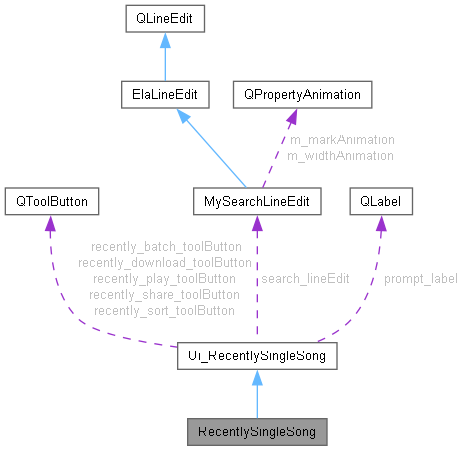 QLineEdit
ElaLineEdit
QPropertyAnimation
m_markAnimation
m_widthAnimation
QToolButton
MySearchLineEdit
QLabel
recently_batch_toolButton
recently_download_toolButton
recently_play_toolButton
recently_share_toolButton
recently_sort_toolButton
search_lineEdit
prompt_label
Ui_RecentlySingleSong
RecentlySingleSong